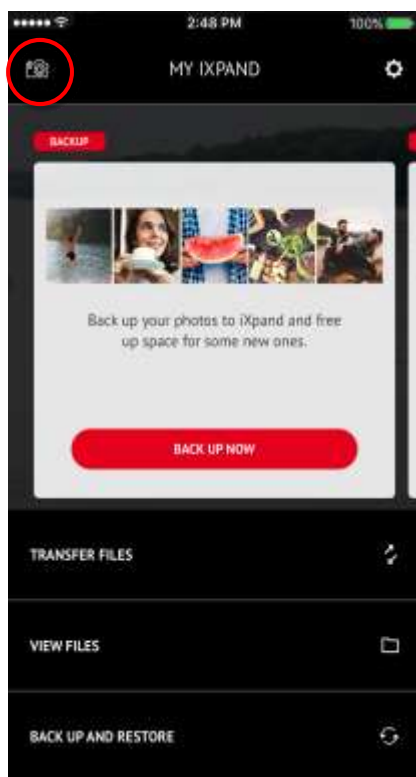 2:48 PM
100%
MY IXPAND
BACKUP
Back up your photos to iXpand and free
up space for some new ones.
BACK UP NOW
TRANSFER FILES
VIEW FILES
BACK UP AND RESTORE